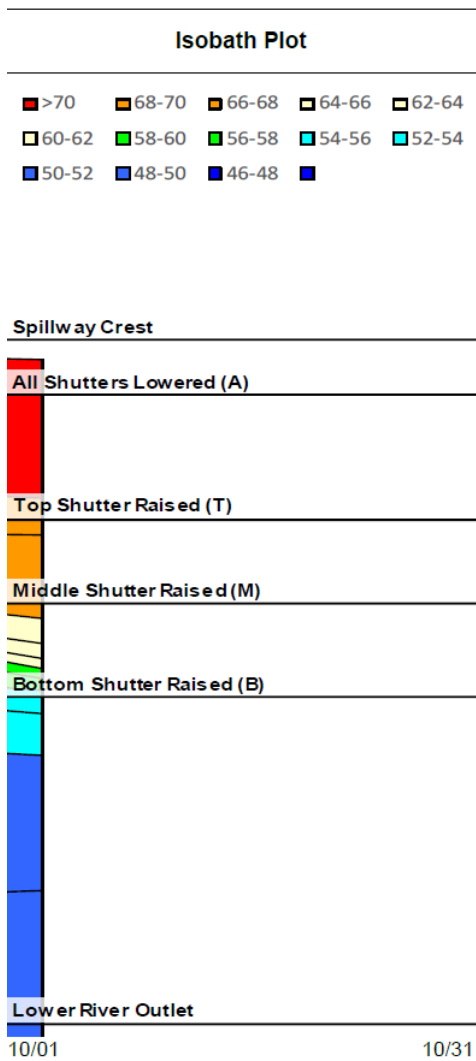 Isobath Plot
>70 68-70 66-68 64-66 62-64
60-62 58-60 56-58 54-56 52-54
50-52 48-50 46-48
Spillway Crest
All Shutters Lowered (A)
Top Shutter Raised (T)
Middle Shutter Raised (M)
Bottom Shutter Raised (B)
Lower River Outlet
10/01 10/31